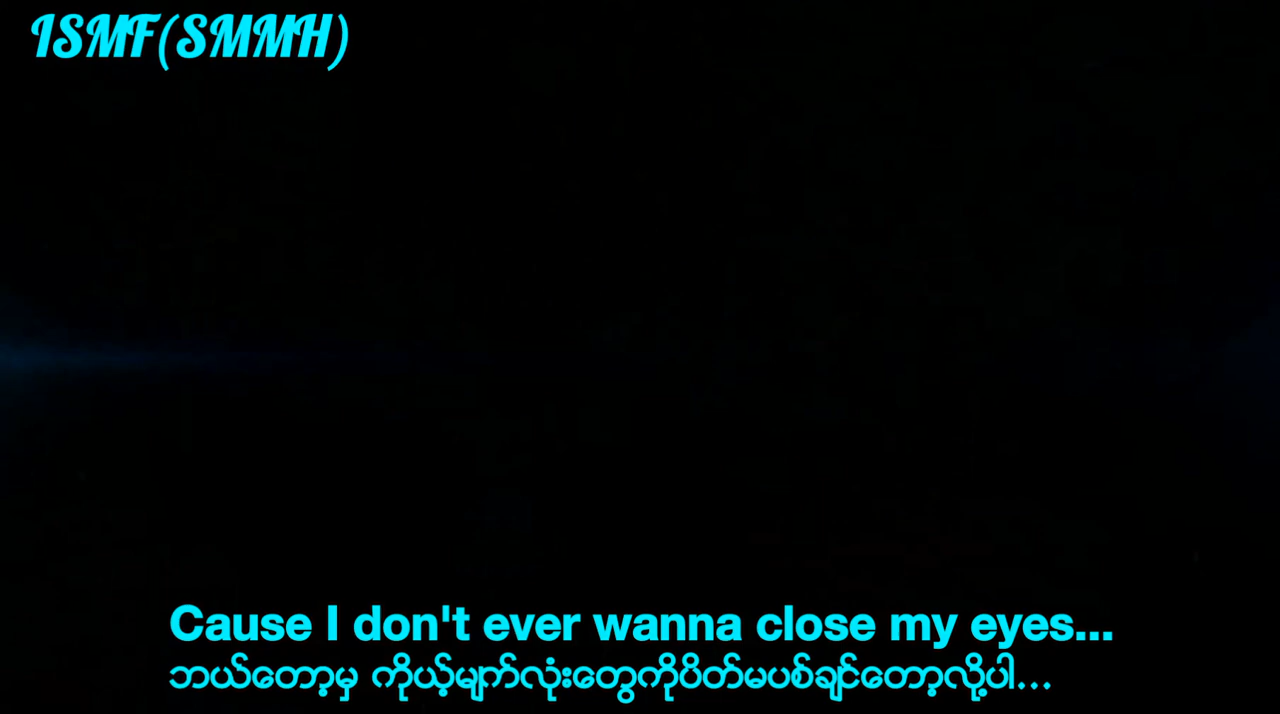 ISMF(SMMH)
Cause I don't ever wanna close my eyes...
ဘယ်တော့မှ ကိုယ့်မျက်လုံးတွေကိုပိတ်မပစ်ချင်တော့လို့ပါ...